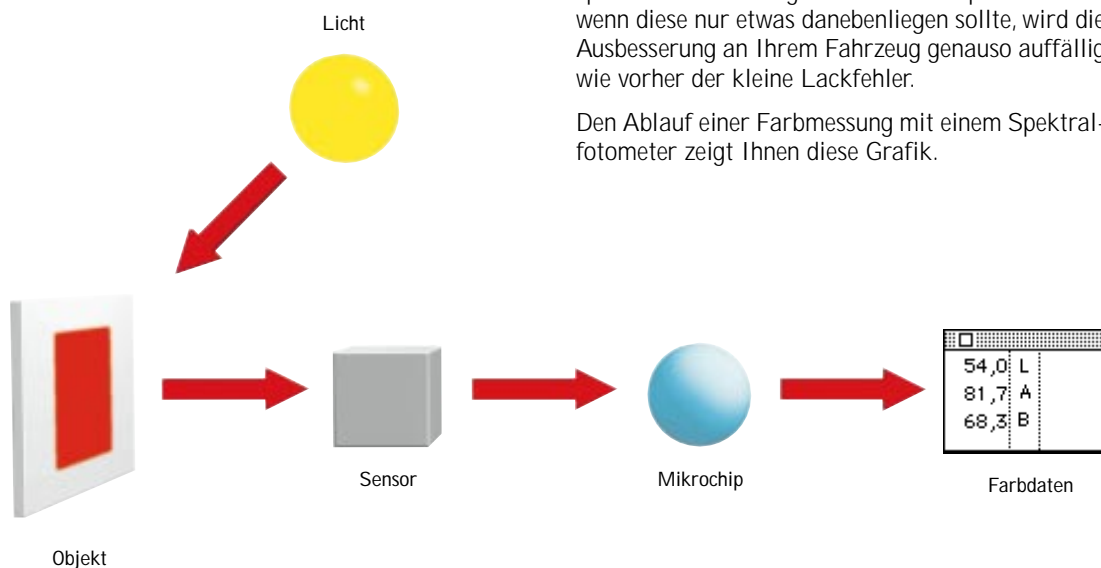 wenn diese nur etwas danebenliegen sollte, wird die
Ausbesserung an Ihrem Fahrzeug genauso auffällig
wie vorher der kleine Lackfehler.
Den Ablauf einer Farbmessung mit einem Spektral-
fotometer zeigt Ihnen diese Grafik.
Licht
54,0 L
81,7 A
68,3 B
Sensor
Mikrochip
Farbdaten
Objekt